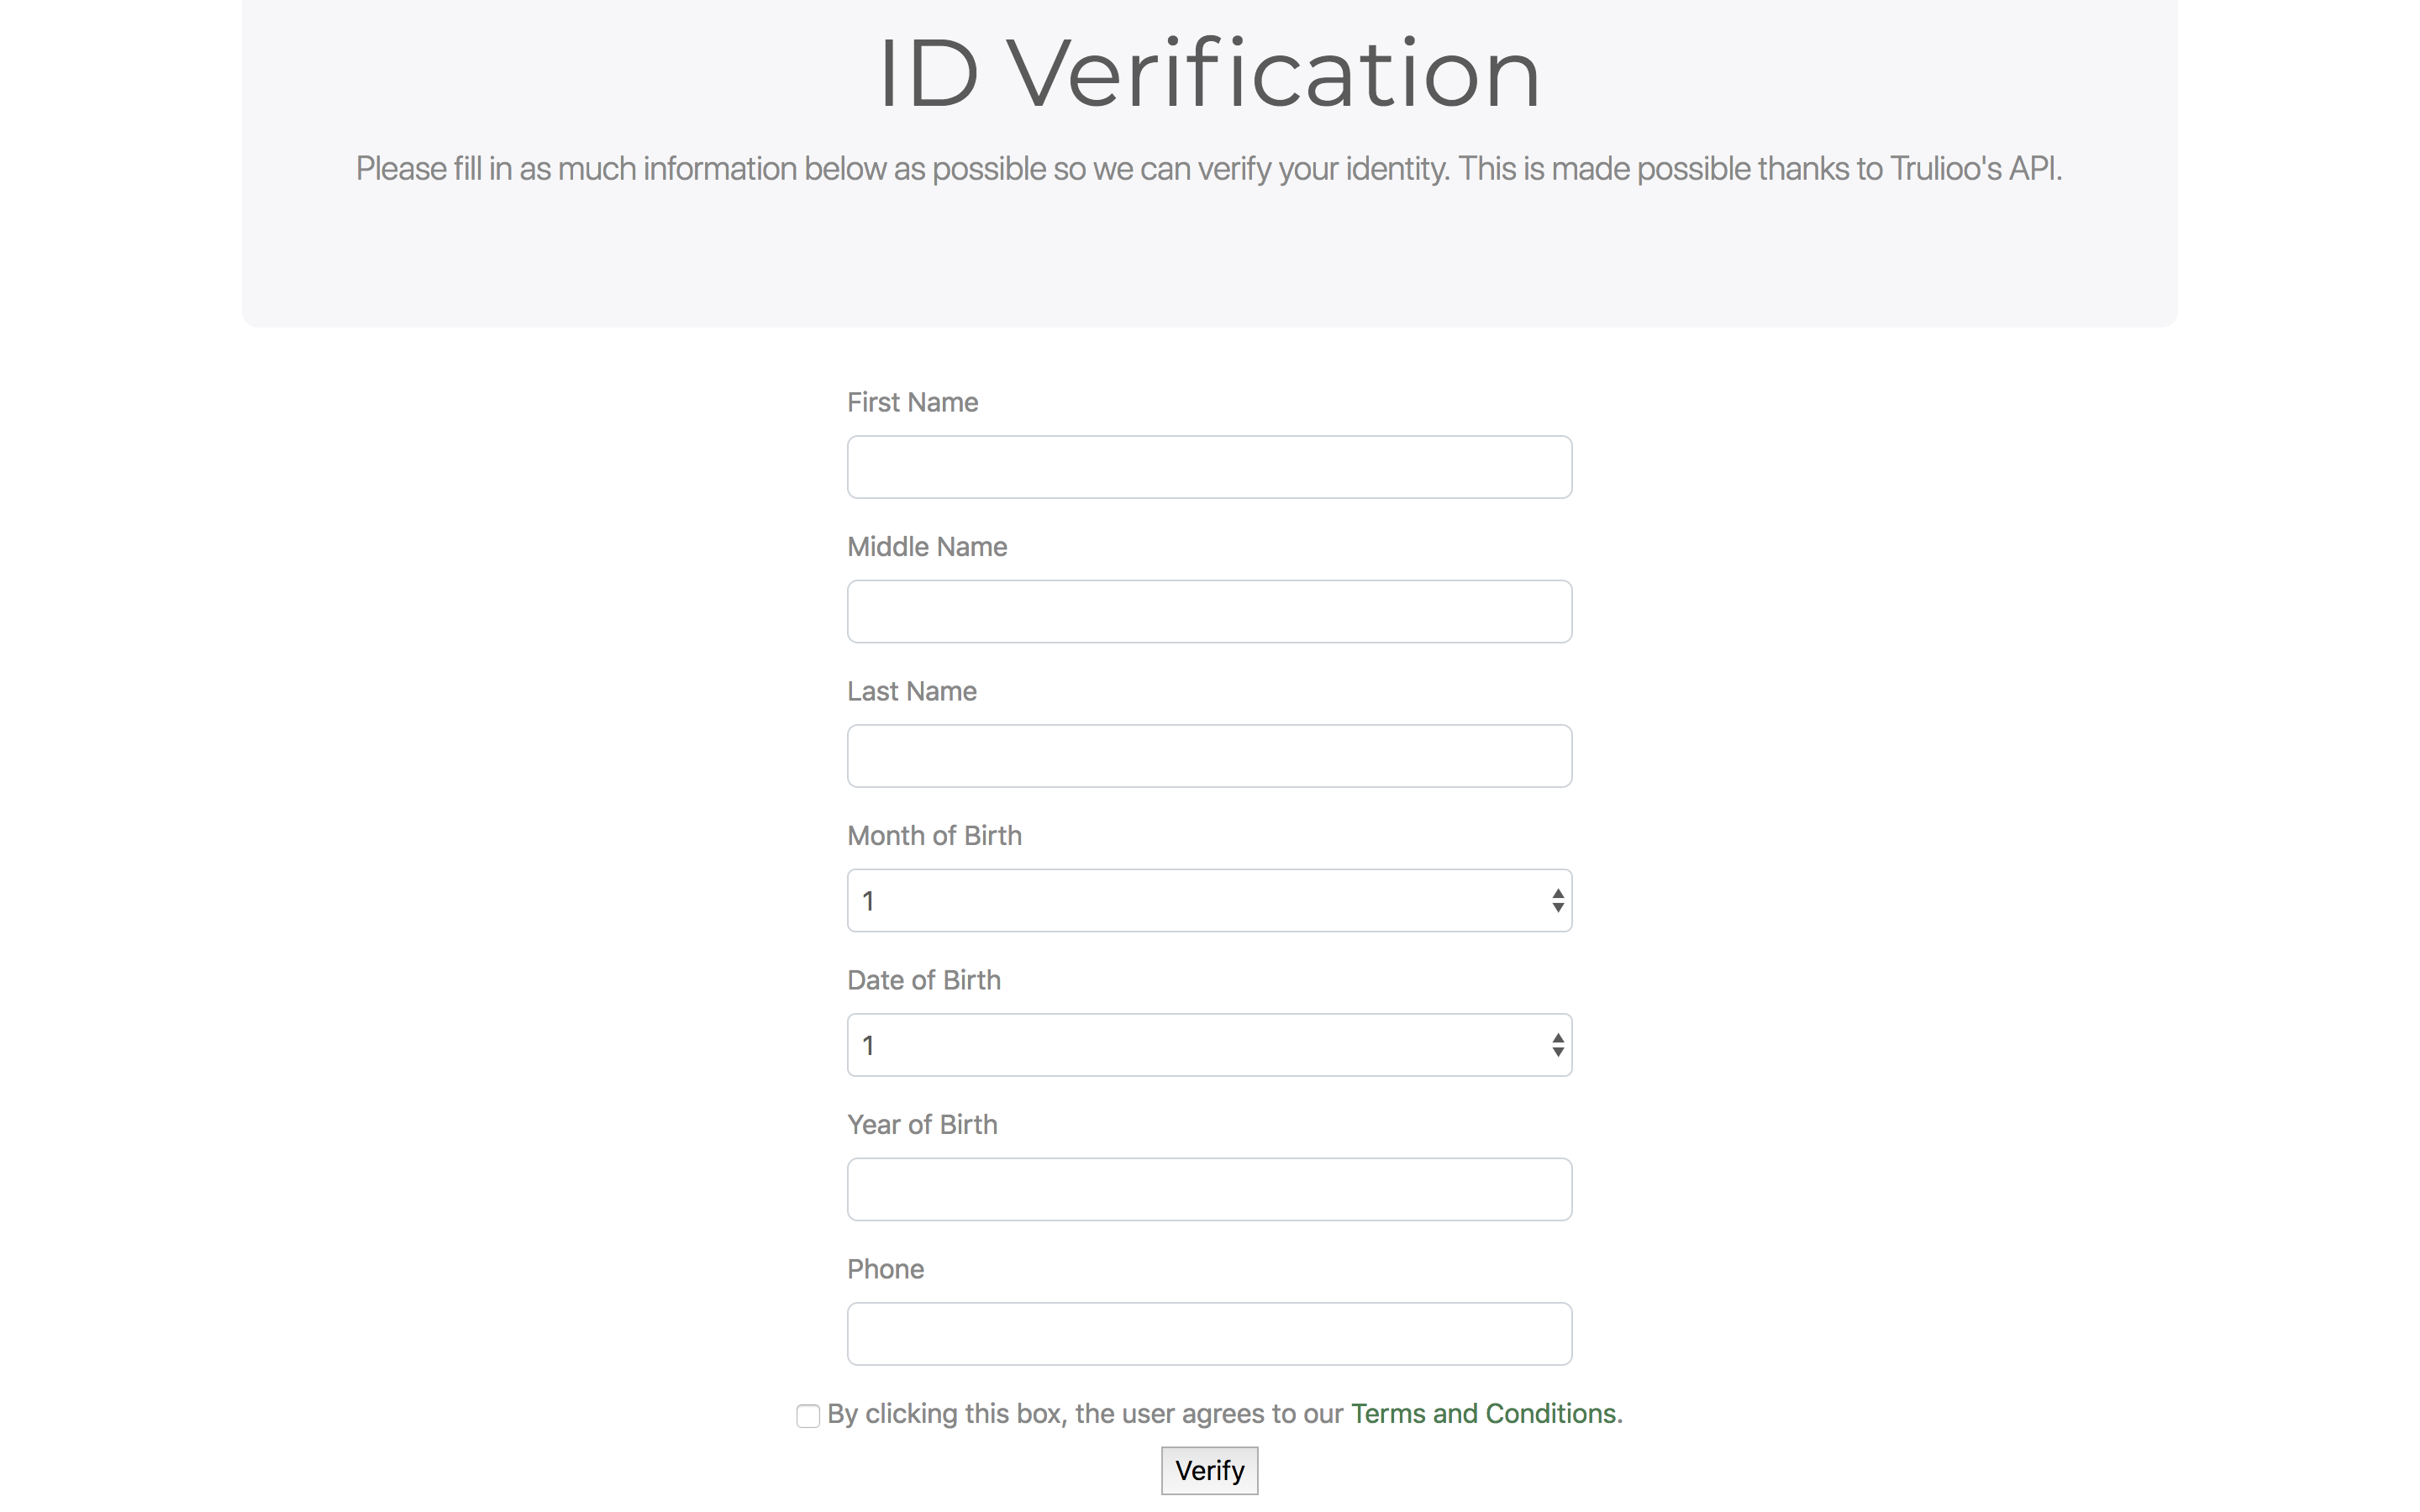 ID Verification
Please fill in as much information below as possible so we can verify your identity. This is made possible thanks to Trulioo's API.
First Name
Middle Name
Last Name
Month of Birth
1
Date of Birth
1
Year of Birth
Phone
By clicking this box, the user agrees to our Terms and Conditions.
Verify